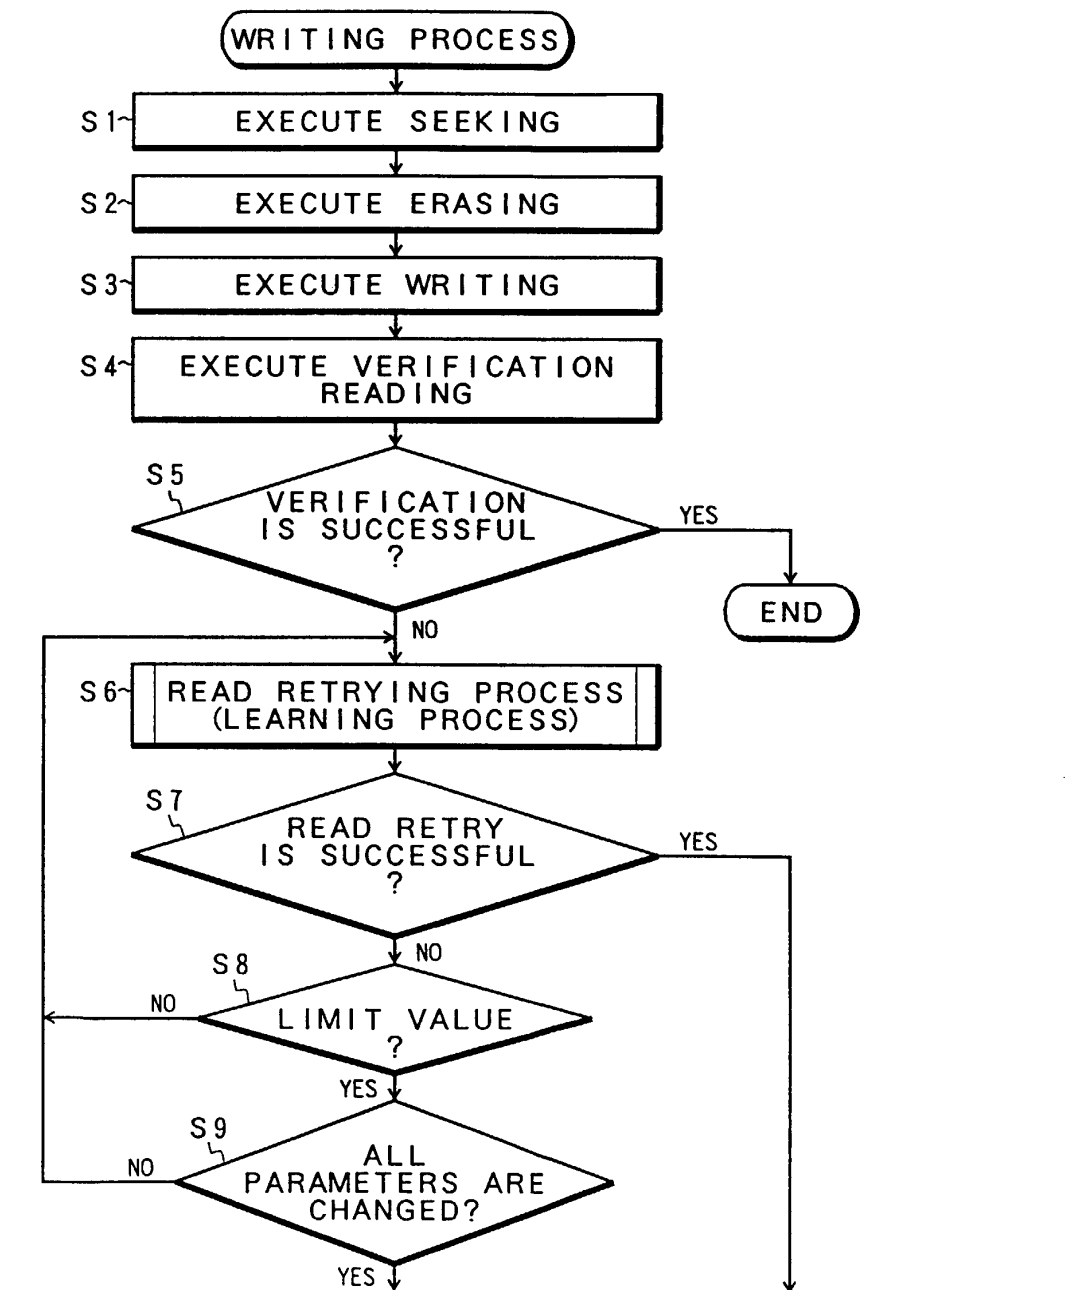 WRITING PROCESS
S1
EXECUTE SEEKING
S2
EXECUTE ERASING
S3
EXECUTE WRITING
S4
EXECUTE VERIFICATION
READING
S5
VERIFICATION
IS SUCCESSFUL
?
YES
END
NO
S6
READ RETRYING PROCESS
(LEARNING PROCESS)
S7
READ RETRY
IS SUCCESSFUL
?
YES
NO
S8
NO
LIMIT VALUE
?
YES
S9
NO
ALL
PARAMETERS ARE
CHANGED?
YES